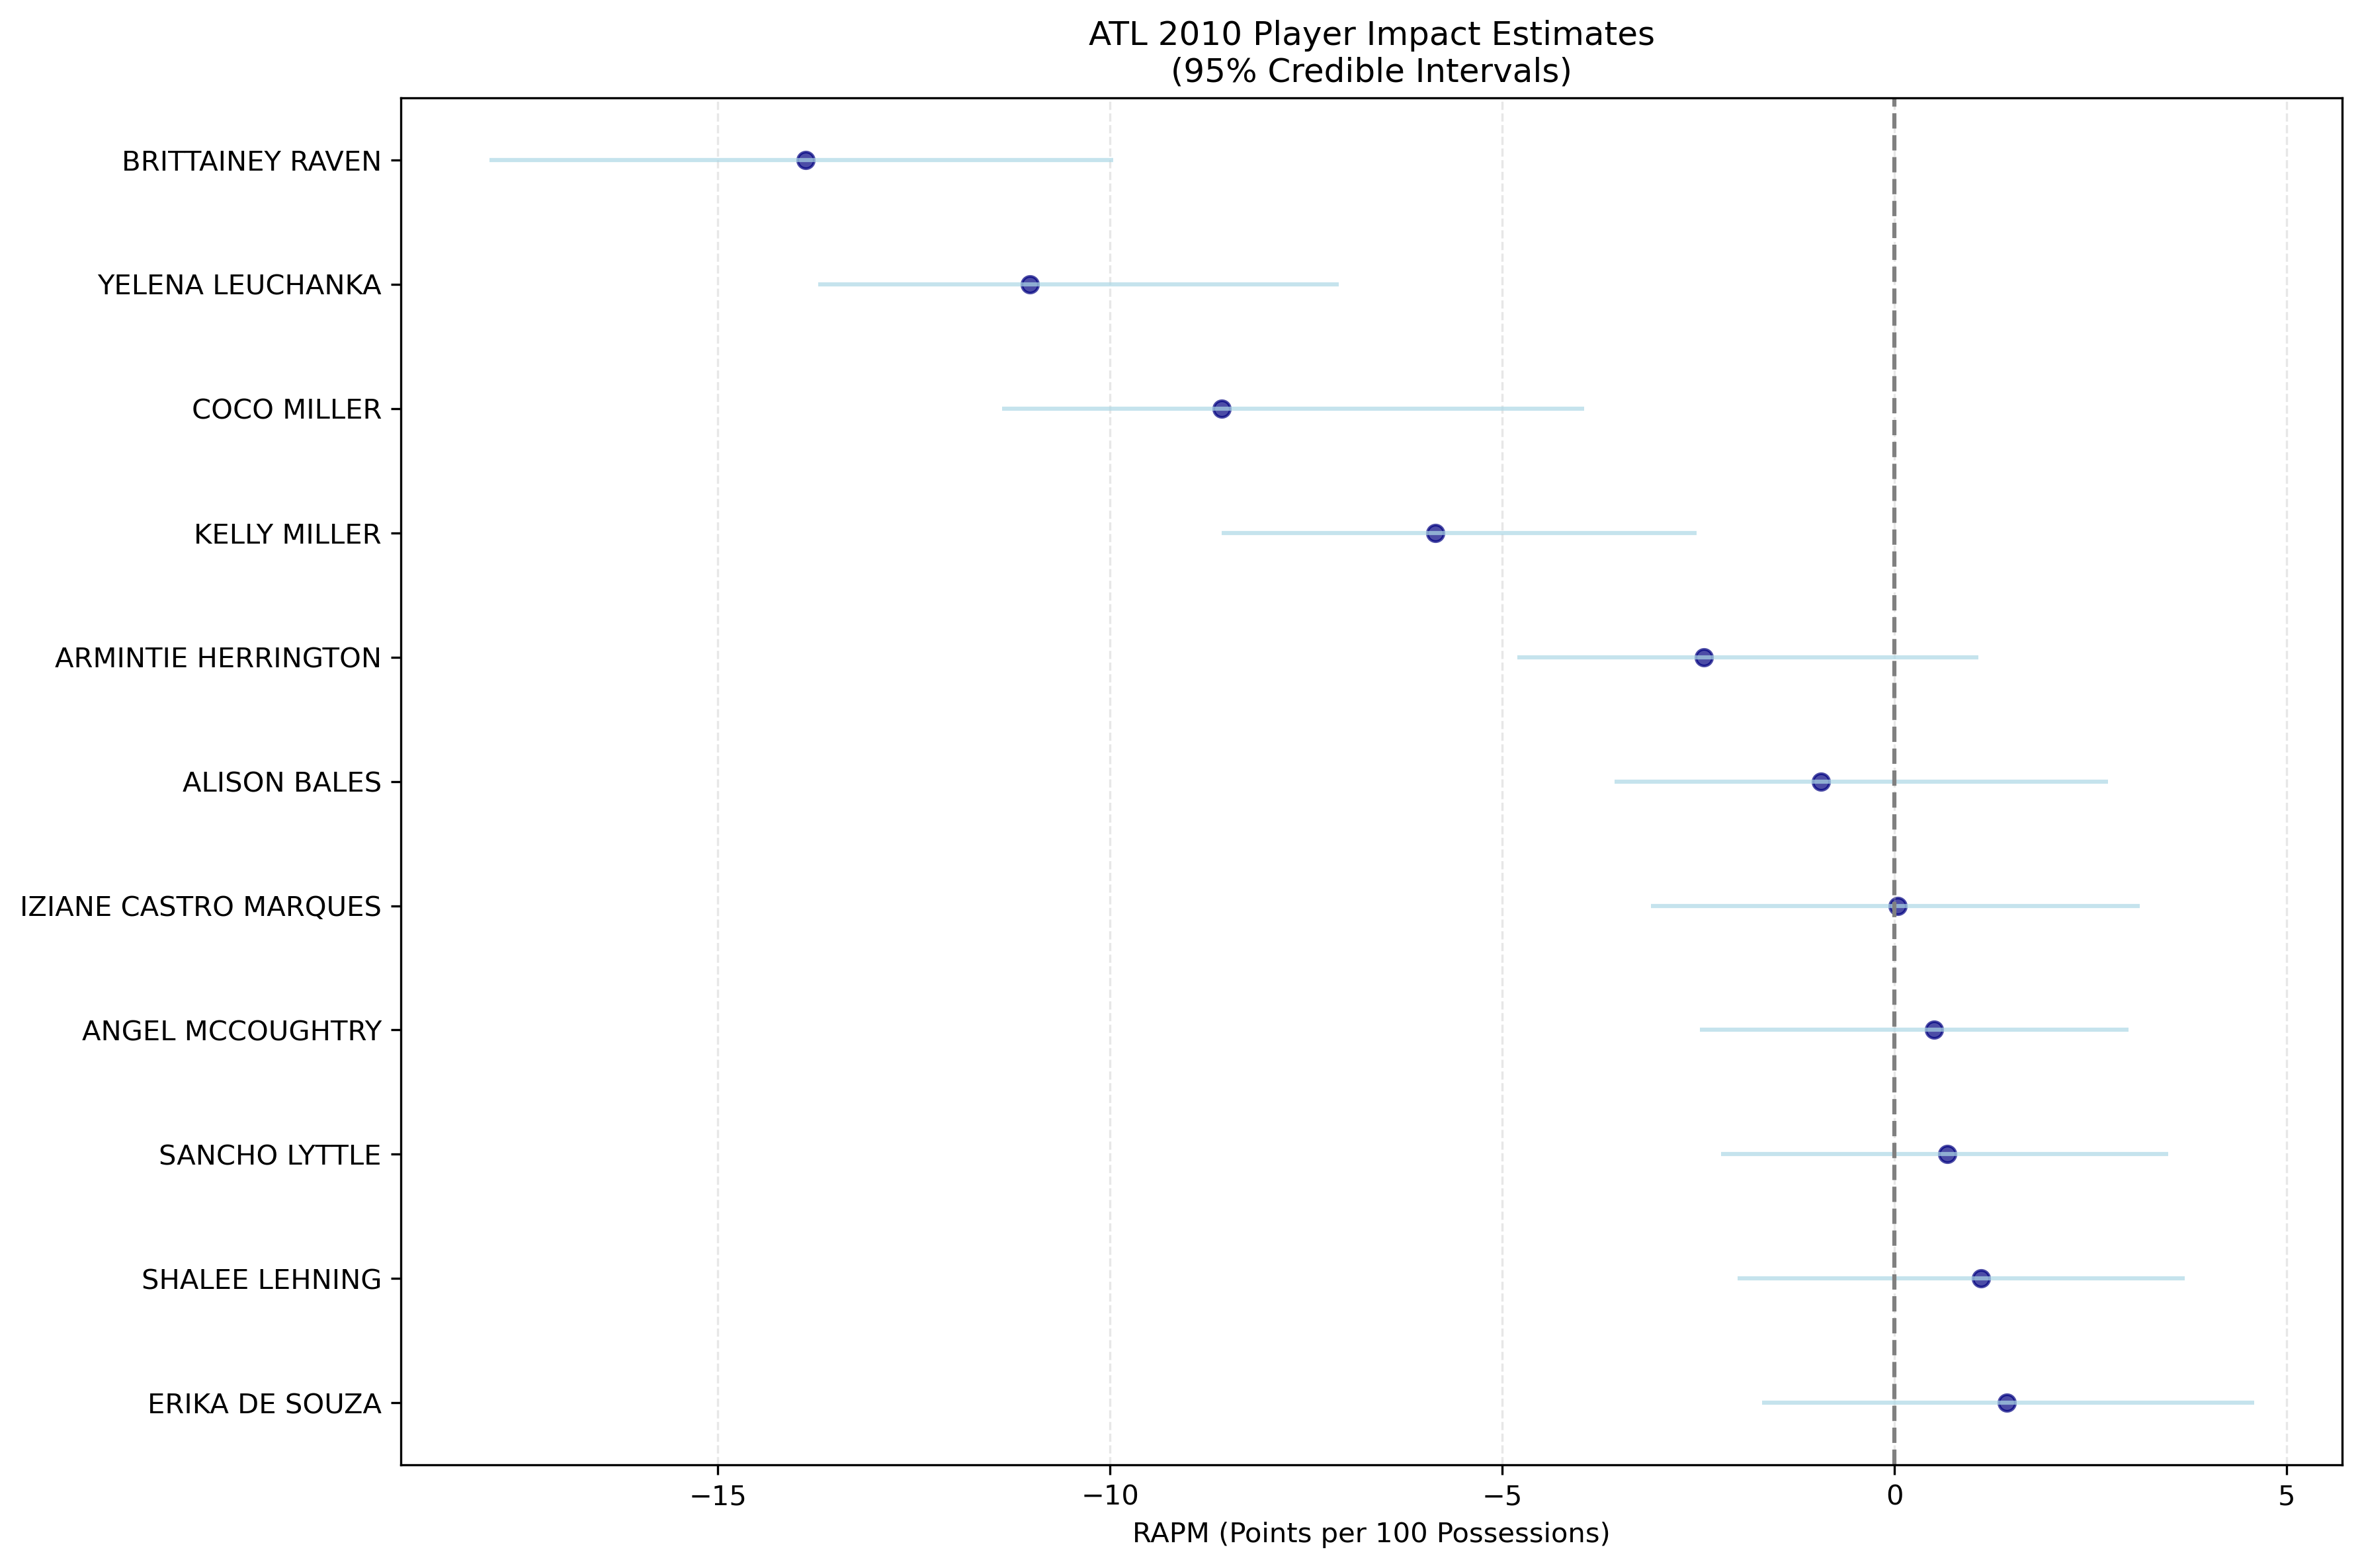 ATL 2010 Player Impact Estimates
(95% Credible Intervals)
BRITTAINEY RAVEN
YELENA LEUCHANKA
COCO MILLER
KELLY MILLER
ARMINTIE HERRINGTON
ALISON BALES
IZIANE CASTRO MARQUES
ANGEL MCCOUGHTRY
SANCHO LYTTLE
SHALEE LEHNING
ERIKA DE SOUZA
−15 −10 −5 0 5
RAPM (Points per 100 Possessions)